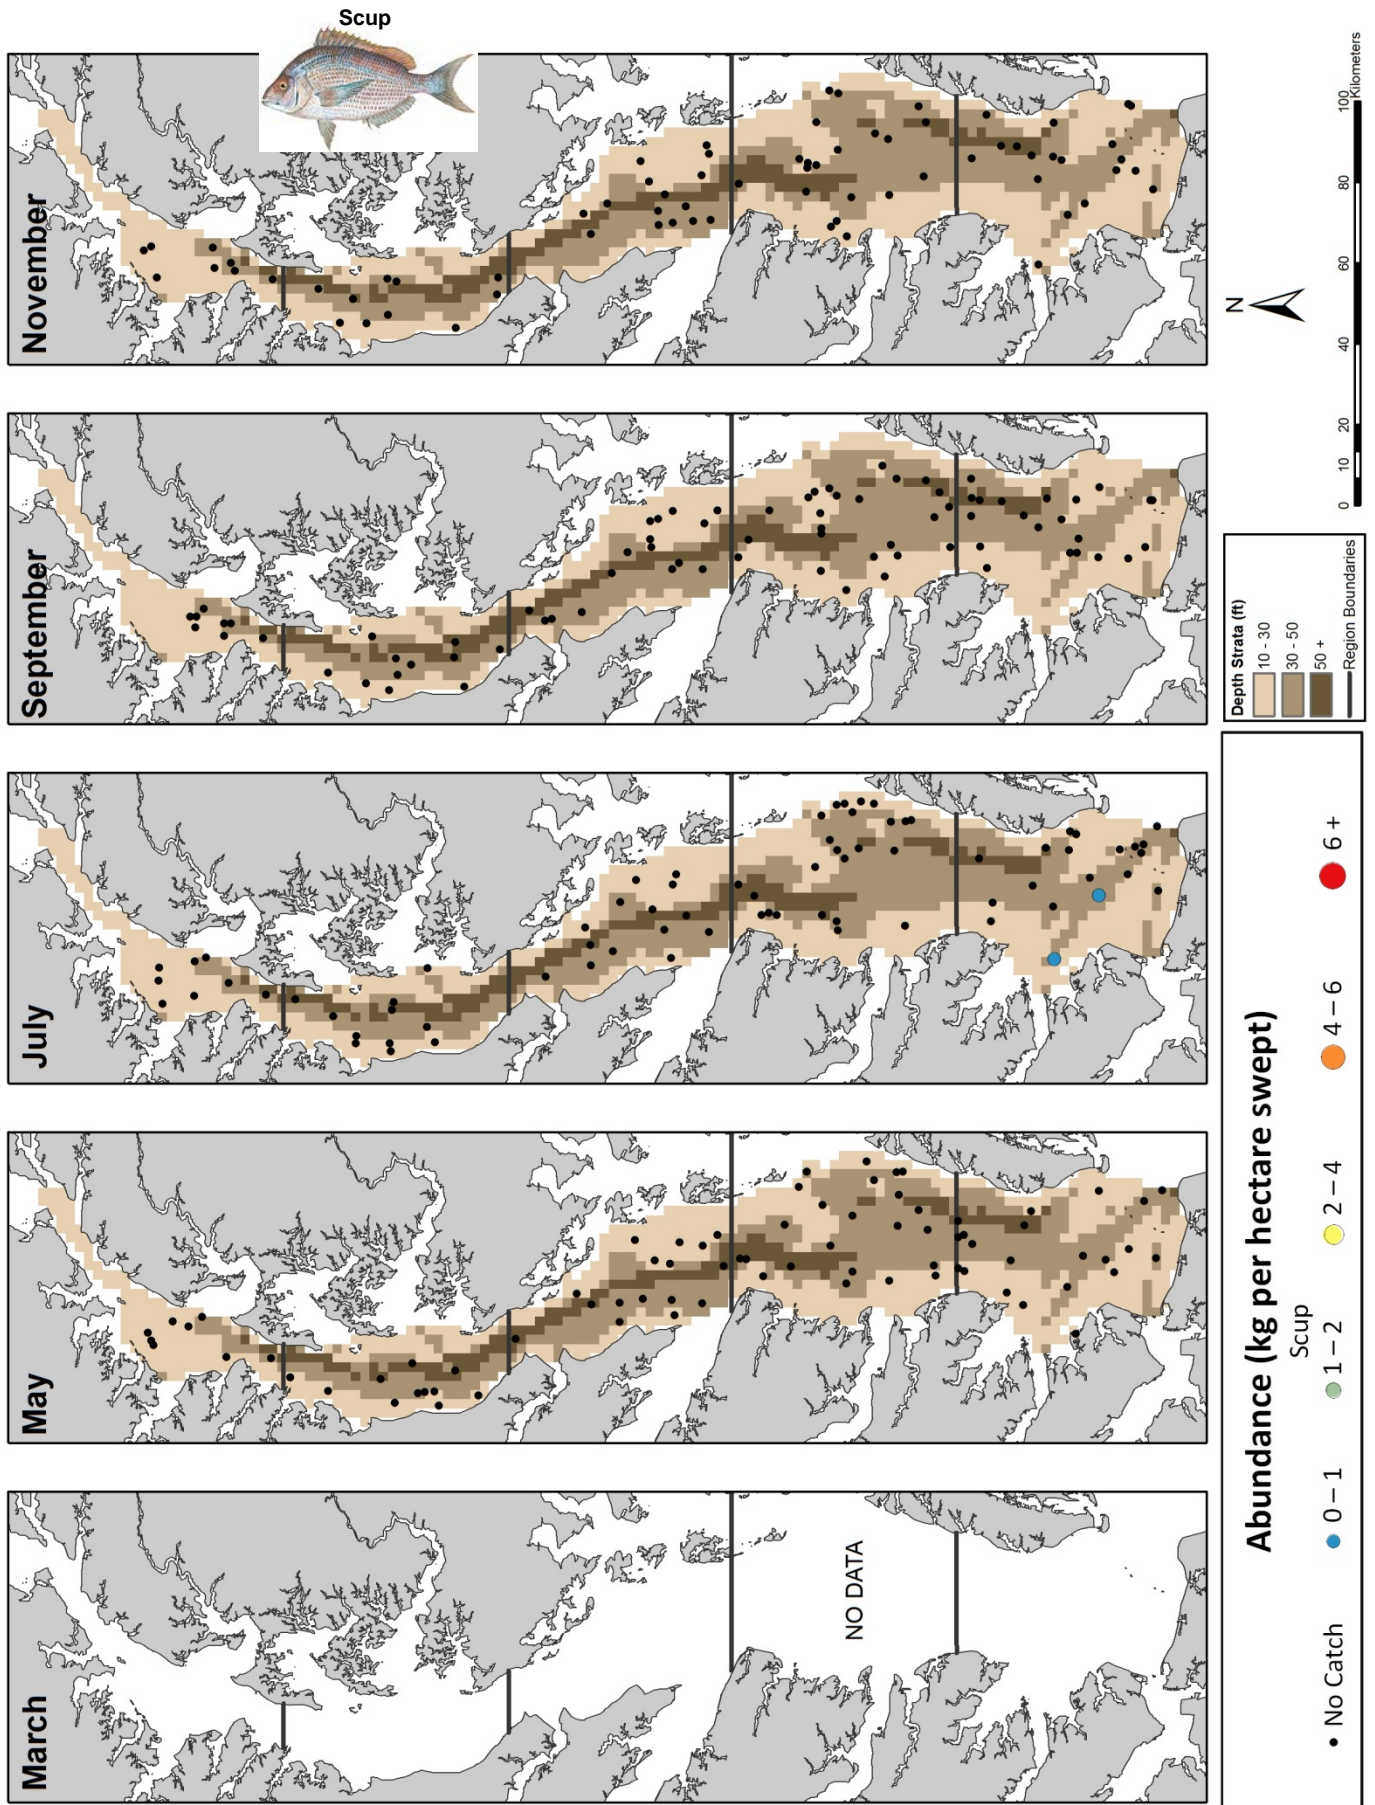 Scup
March
May
July
September
November
NO DATA
Abundance (kg per hectare swept)
Scup
No Catch
0 – 1
1 – 2
2 – 4
4 – 6
6 +
Depth Strata (ft)
10 - 30
30 - 50
50 +
Region Boundaries
N
0 10 20 40 60 80 100
Kilometers